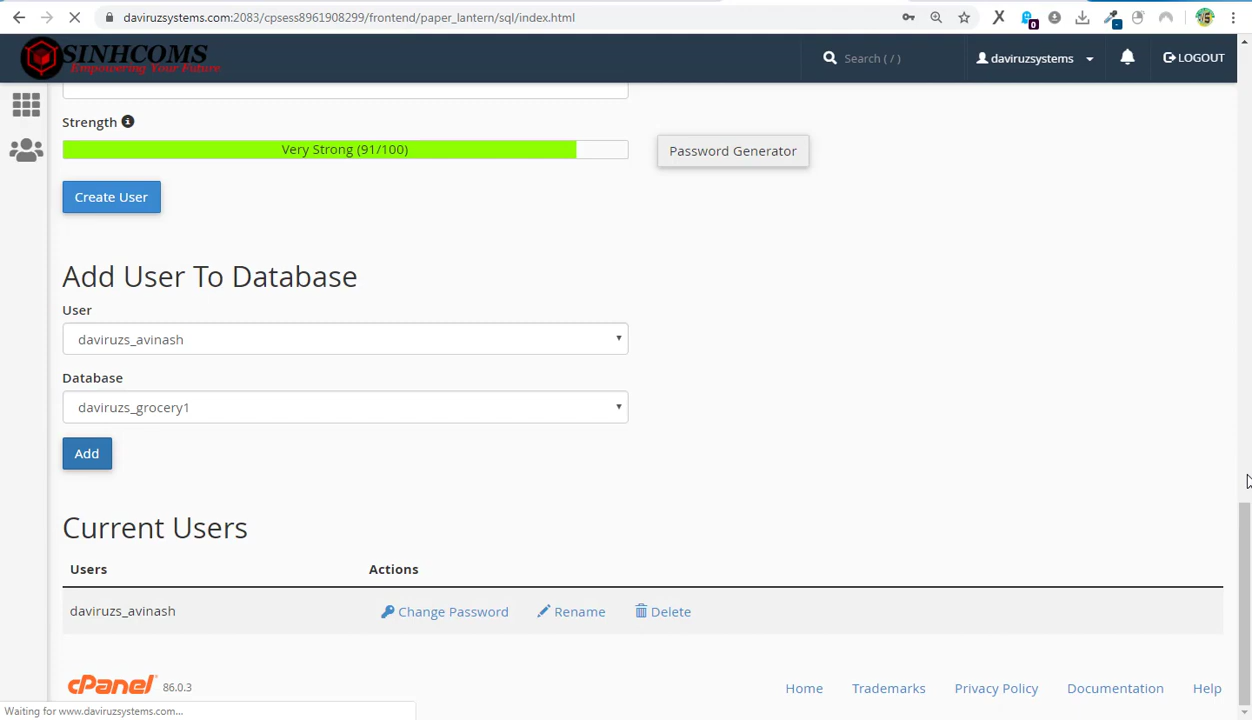 daviruzsystems.com:2083/cpsess8961908299/frontend/paper_lantern/sql/index.html
0
SINHCOMS
Empowering Your Future
Search ( / )
daviruzsystems
LOGOUT
Strength
Very Strong (91/100)
Password Generator
Create User
Add User To Database
User
daviruzs_avinash
Database
daviruzs_grocery1
Add
Current Users
Users Actions
daviruzs_avinash Change Password Rename Delete
cPanel 86.0.3 Home Trademarks Privacy Policy Documentation Help
Waiting for www.daviruzsystems.com...